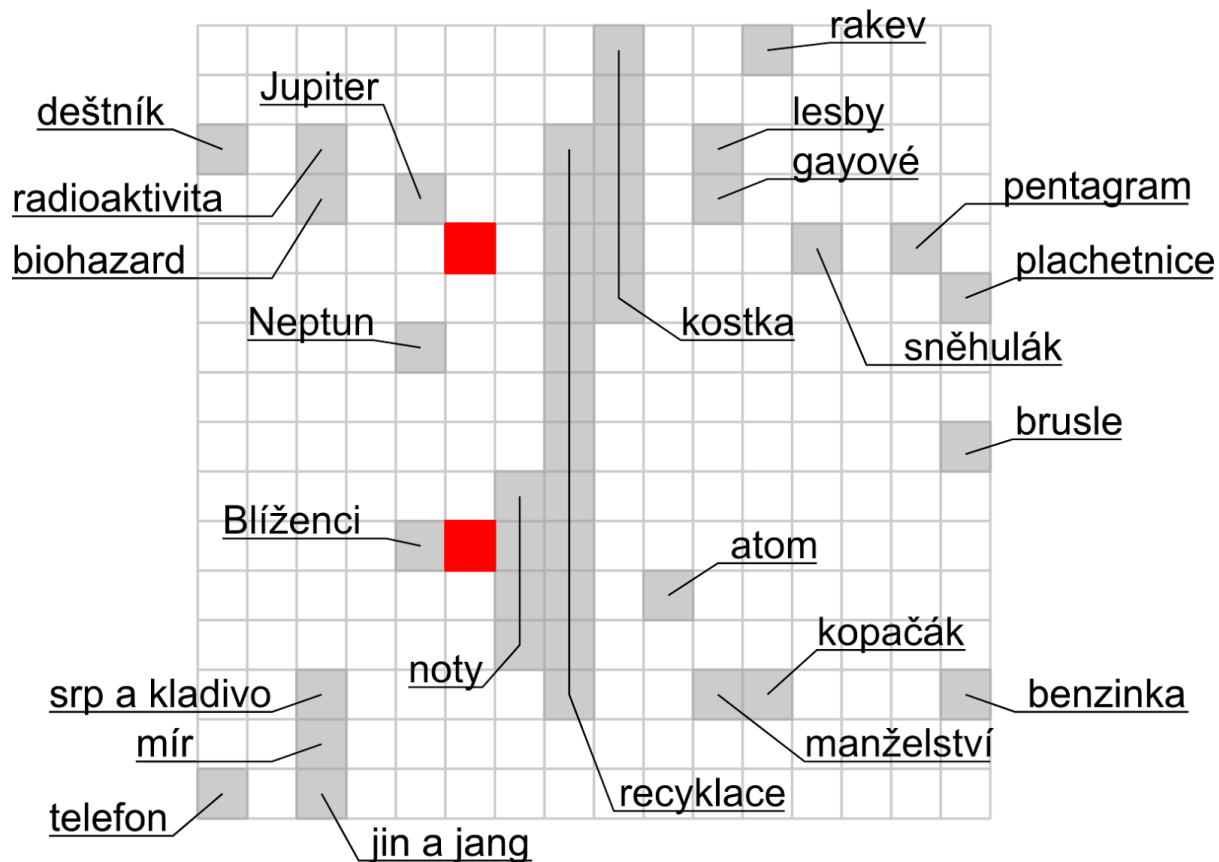 rakev
Jupiter
deštník
lesby
gayové
radioaktivita
pentagram
biohazard
plachetnice
Neptun
kostka
sněhulák
brusle
Blíženci
atom
kopačák
noty
srp a kladivo
benzinka
mír
manželství
recyklace
telefon
jin a jang